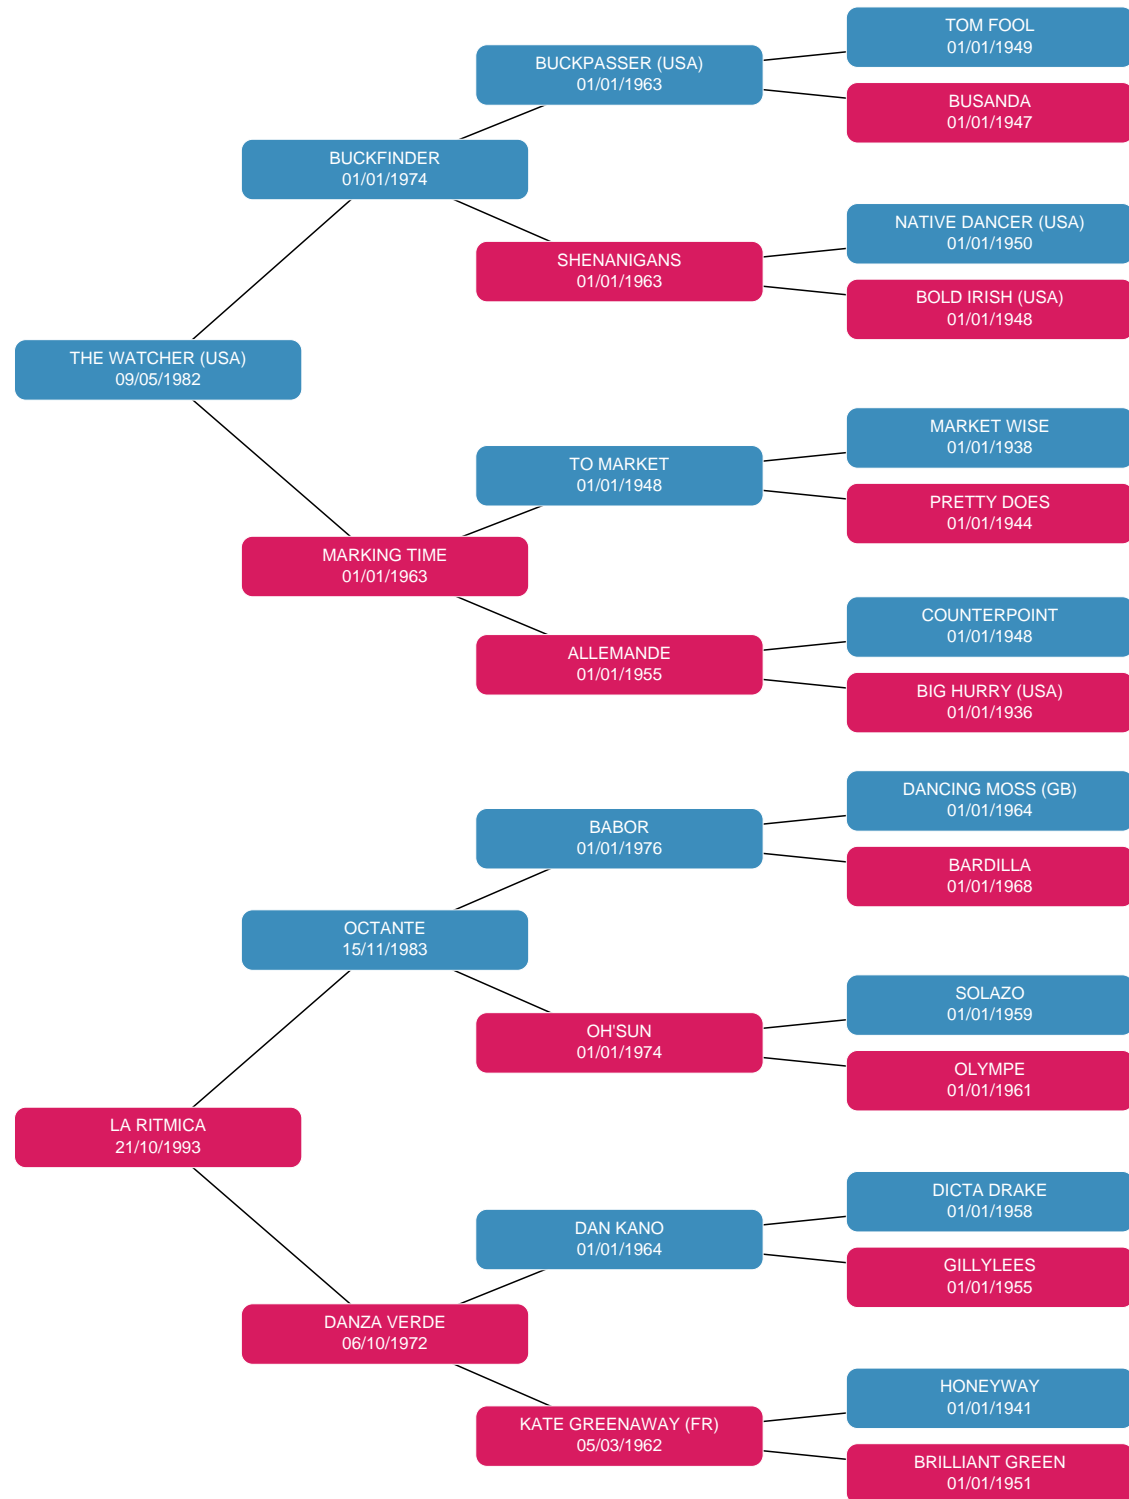 TOM FOOL
01/01/1949
BUCKPASSER (USA)
01/01/1963
BUSANDA
01/01/1947
BUCKFINDER
01/01/1974
NATIVE DANCER (USA)
01/01/1950
SHENANIGANS
01/01/1963
BOLD IRISH (USA)
01/01/1948
THE WATCHER (USA)
09/05/1982
MARKET WISE
01/01/1938
TO MARKET
01/01/1948
PRETTY DOES
01/01/1944
MARKING TIME
01/01/1963
COUNTERPOINT
01/01/1948
ALLEMANDE
01/01/1955
BIG HURRY (USA)
01/01/1936
DANCING MOSS (GB)
01/01/1964
BABOR
01/01/1976
BARDILLA
01/01/1968
OCTANTE
15/11/1983
SOLAZO
01/01/1959
OH'SUN
01/01/1974
OLYMPE
01/01/1961
LA RITMICA
21/10/1993
DICTA DRAKE
01/01/1958
DAN KANO
01/01/1964
GILLYLEES
01/01/1955
DANZA VERDE
06/10/1972
HONEYWAY
01/01/1941
KATE GREENAWAY (FR)
05/03/1962
BRILLIANT GREEN
01/01/1951